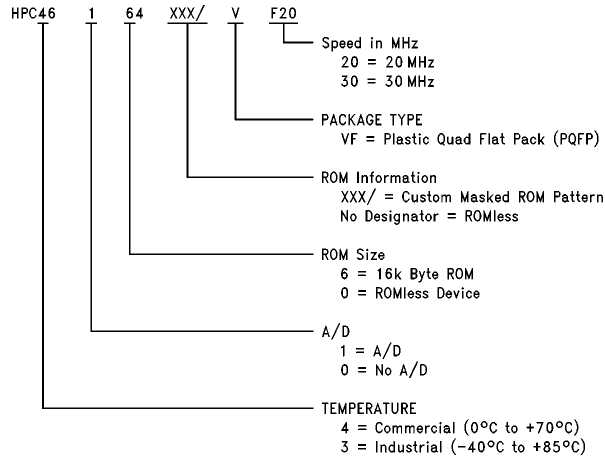 HPC46 1 64 XXX/ V F20
Speed in MHz
20 = 20 MHz
30 = 30 MHz
PACKAGE TYPE
VF = Plastic Quad Flat Pack (PQFP)
ROM Information
XXX/ = Custom Masked ROM Pattern
No Designator = ROMless
ROM Size
6 = 16k Byte ROM
0 = ROMless Device
A/D
1 = A/D
0 = No A/D
TEMPERATURE
4 = Commercial (0°C to +70°C)
3 = Industrial (−40°C to +85°C)